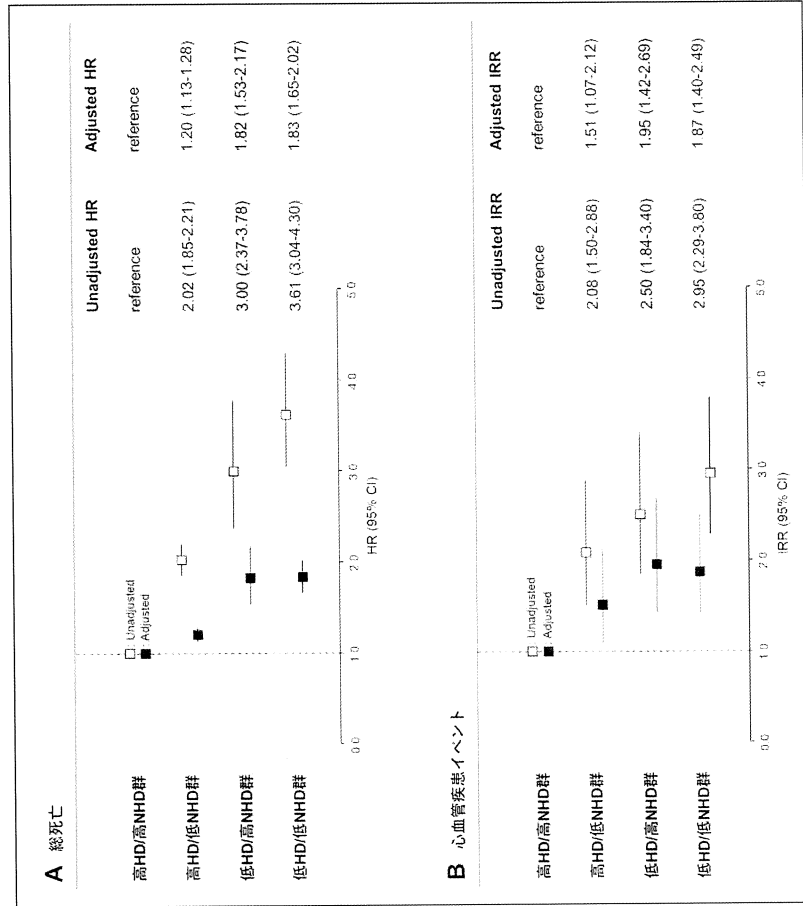 A 総死亡
Unadjusted HR Adjusted HR
高HD/高NHD群 □: Unadjusted ■: Adjusted reference reference
高HD/低NHD群 2.02 (1.85-2.21) 1.20 (1.13-1.28)
低HD/高NHD群 3.00 (2.37-3.78) 1.82 (1.53-2.17)
低HD/低NHD群 3.61 (3.04-4.30) 1.83 (1.65-2.02)
0.0 1.0 2.0 3.0 4.0 5.0
HR (95% CI)
B 心血管疾患イベント
Unadjusted IRR Adjusted IRR
高HD/高NHD群 □: Unadjusted ■: Adjusted reference reference
高HD/低NHD群 2.08 (1.50-2.88) 1.51 (1.07-2.12)
低HD/高NHD群 2.50 (1.84-3.40) 1.95 (1.42-2.69)
低HD/低NHD群 2.95 (2.29-3.80) 1.87 (1.40-2.49)
0.0 1.0 2.0 3.0 4.0 5.0
IRR (95% CI)